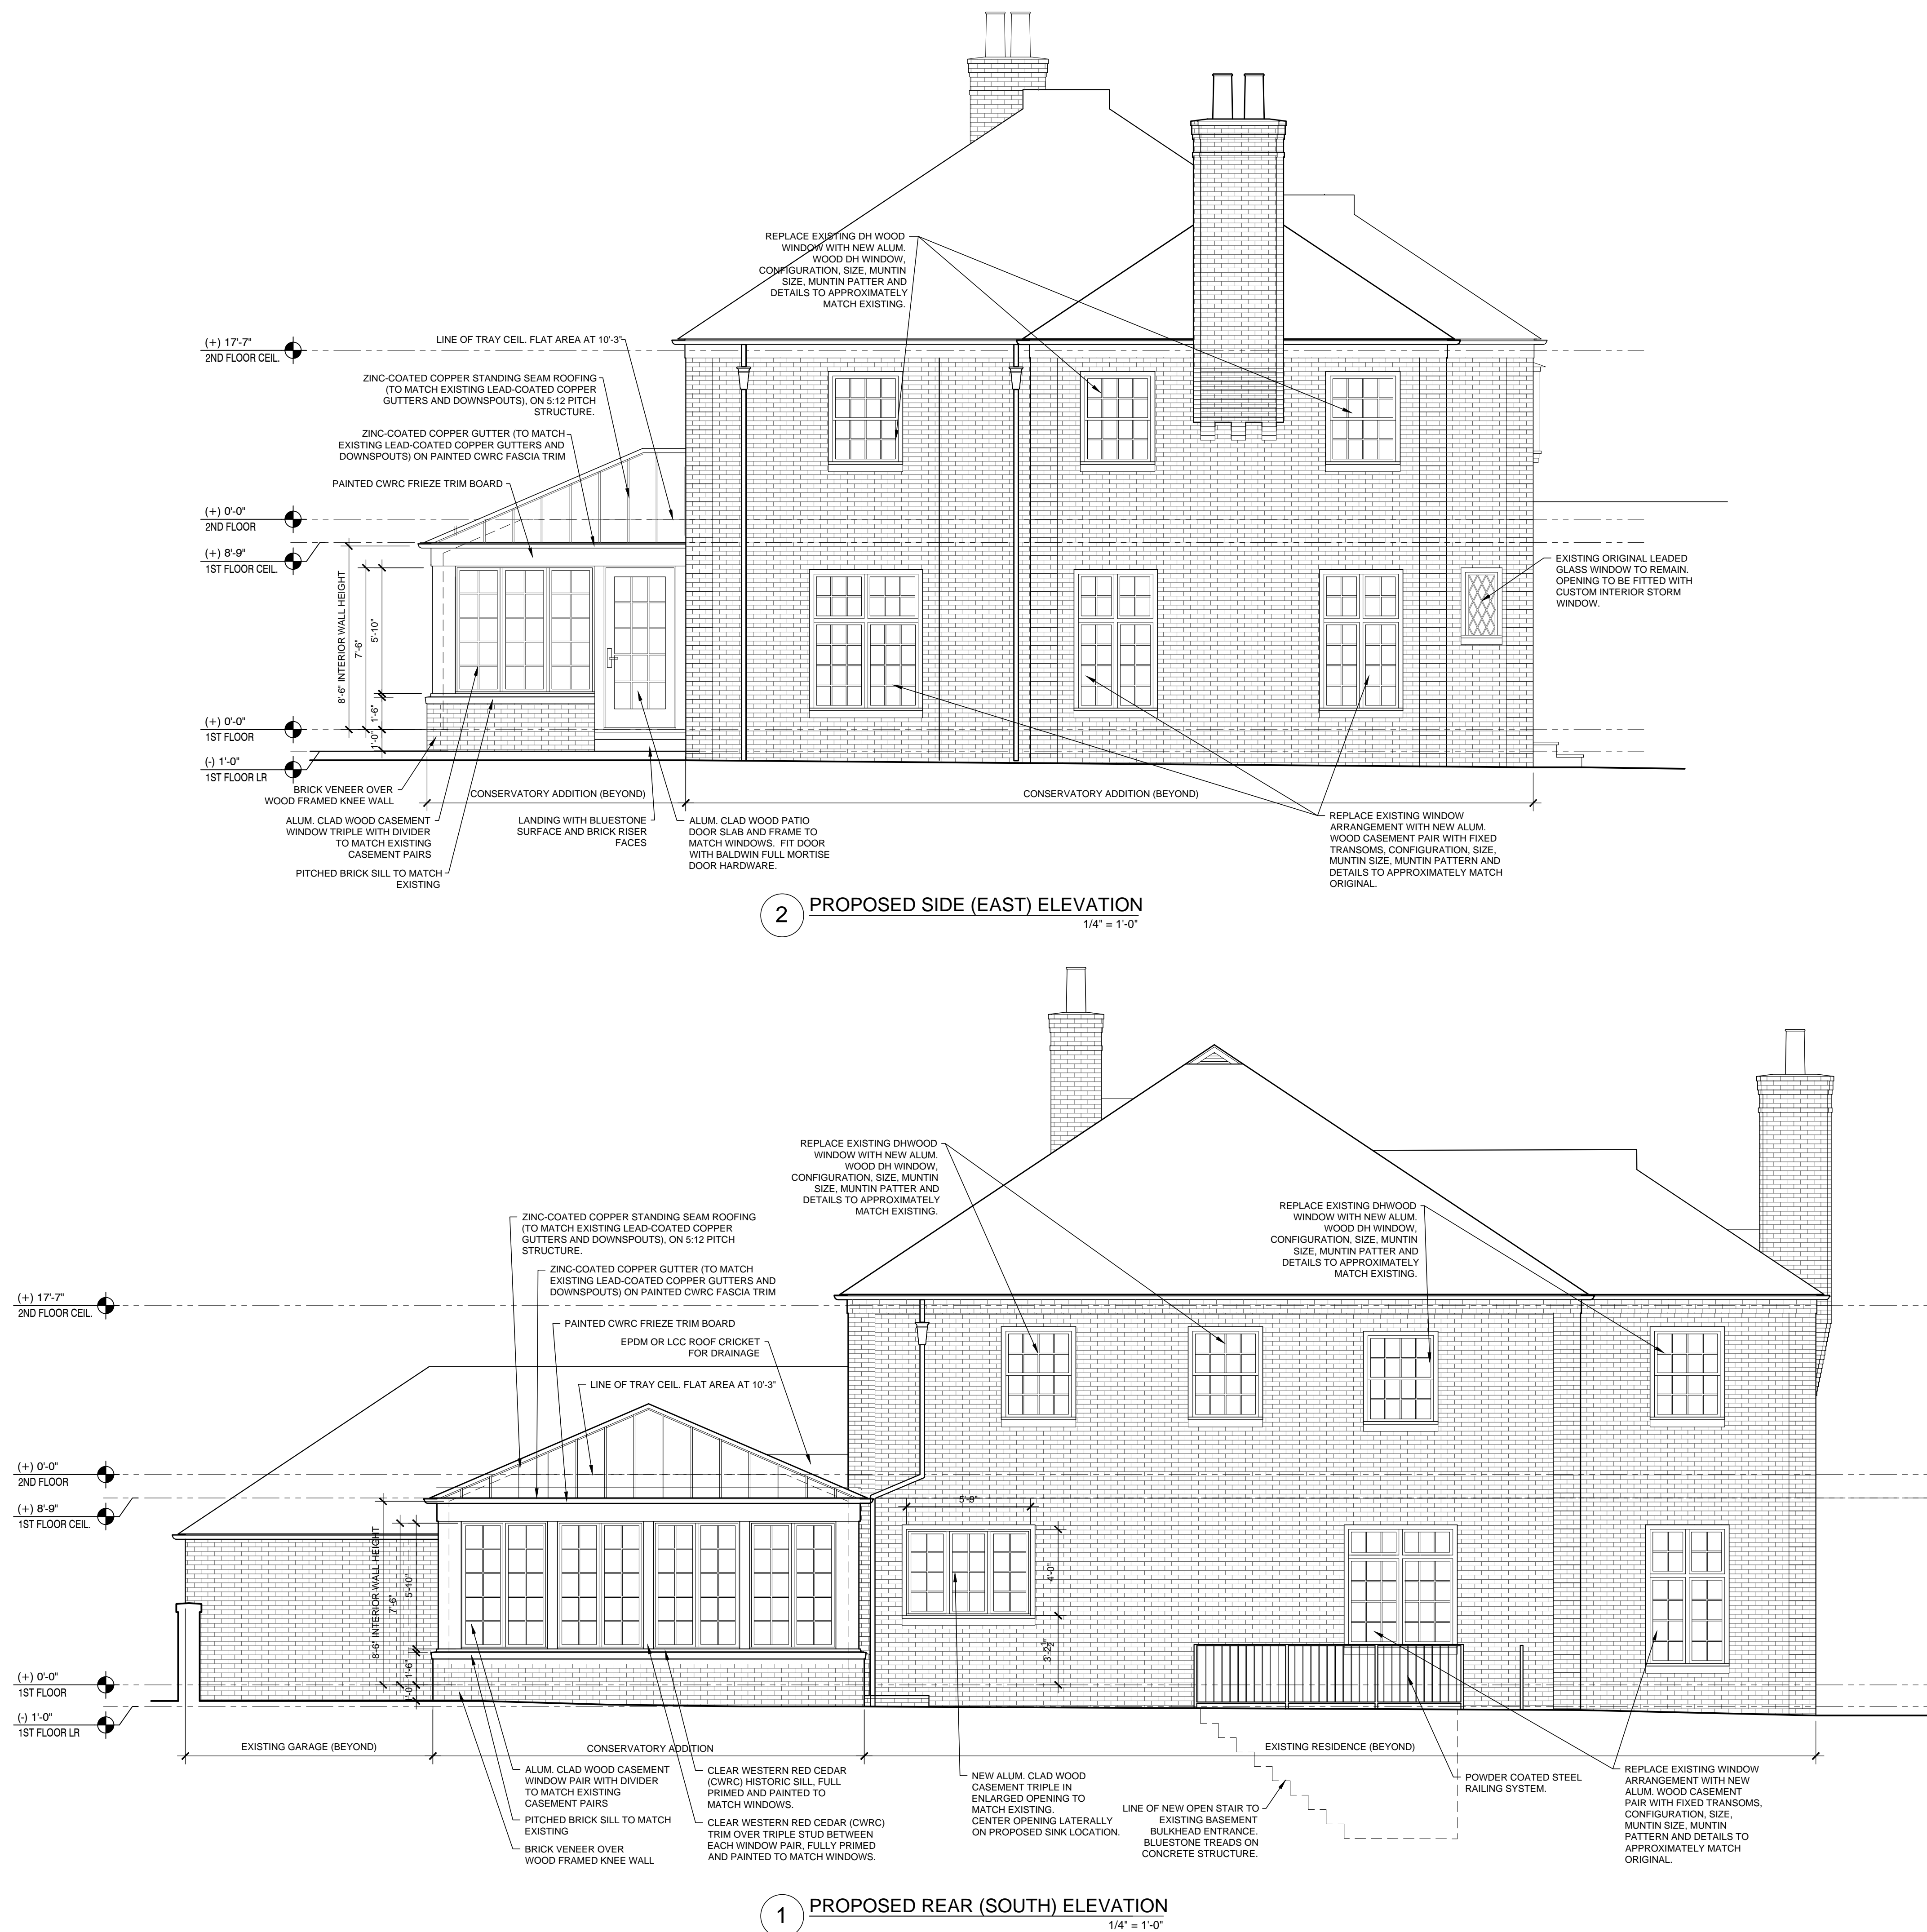 REPLACE EXISTING DH WOOD
WINDOW WITH NEW ALUM.
WOOD DH WINDOW,
CONFIGURATION, SIZE, MUNTIN
SIZE, MUNTIN PATTER AND
DETAILS TO APPROXIMATELY
MATCH EXISTING.
(+) 17'-7"
2ND FLOOR CEIL.
LINE OF TRAY CEIL. FLAT AREA AT 10'-3"
ZINC-COATED COPPER STANDING SEAM ROOFING
(TO MATCH EXISTING LEAD-COATED COPPER
GUTTERS AND DOWNSPOUTS), ON 5:12 PITCH
STRUCTURE.
ZINC-COATED COPPER GUTTER (TO MATCH
EXISTING LEAD-COATED COPPER GUTTERS AND
DOWNSPOUTS) ON PAINTED CWRC FASCIA TRIM
PAINTED CWRC FRIEZE TRIM BOARD
(+) 0'-0"
2ND FLOOR
(+) 8'-9"
1ST FLOOR CEIL.
8'-6" INTERIOR WALL HEIGHT
7'-6"
5'-10"
1'-6"
1'-0"
EXISTING ORIGINAL LEADED
GLASS WINDOW TO REMAIN.
OPENING TO BE FITTED WITH
CUSTOM INTERIOR STORM
WINDOW.
(+) 0'-0"
1ST FLOOR
(-) 1'-0"
1ST FLOOR LR
BRICK VENEER OVER
WOOD FRAMED KNEE WALL
CONSERVATORY ADDITION (BEYOND)
CONSERVATORY ADDITION (BEYOND)
ALUM. CLAD WOOD CASEMENT
WINDOW TRIPLE WITH DIVIDER
TO MATCH EXISTING
CASEMENT PAIRS
PITCHED BRICK SILL TO MATCH
EXISTING
LANDING WITH BLUESTONE
SURFACE AND BRICK RISER
FACES
ALUM. CLAD WOOD PATIO
DOOR SLAB AND FRAME TO
MATCH WINDOWS. FIT DOOR
WITH BALDWIN FULL MORTISE
DOOR HARDWARE.
REPLACE EXISTING WINDOW
ARRANGEMENT WITH NEW ALUM.
WOOD CASEMENT PAIR WITH FIXED
TRANSOMS, CONFIGURATION, SIZE,
MUNTIN SIZE, MUNTIN PATTERN AND
DETAILS TO APPROXIMATELY MATCH
ORIGINAL.
2
PROPOSED SIDE (EAST) ELEVATION
1/4" = 1'-0"
REPLACE EXISTING DHWOOD
WINDOW WITH NEW ALUM.
WOOD DH WINDOW,
CONFIGURATION, SIZE, MUNTIN
SIZE, MUNTIN PATTER AND
DETAILS TO APPROXIMATELY
MATCH EXISTING.
REPLACE EXISTING DHWOOD
WINDOW WITH NEW ALUM.
WOOD DH WINDOW,
CONFIGURATION, SIZE, MUNTIN
SIZE, MUNTIN PATTER AND
DETAILS TO APPROXIMATELY
MATCH EXISTING.
ZINC-COATED COPPER STANDING SEAM ROOFING
(TO MATCH EXISTING LEAD-COATED COPPER
GUTTERS AND DOWNSPOUTS), ON 5:12 PITCH
STRUCTURE.
ZINC-COATED COPPER GUTTER (TO MATCH
EXISTING LEAD-COATED COPPER GUTTERS AND
DOWNSPOUTS) ON PAINTED CWRC FASCIA TRIM
(+) 17'-7"
2ND FLOOR CEIL.
PAINTED CWRC FRIEZE TRIM BOARD
EPDM OR LCC ROOF CRICKET
FOR DRAINAGE
LINE OF TRAY CEIL. FLAT AREA AT 10'-3"
(+) 0'-0"
2ND FLOOR
(+) 8'-9"
1ST FLOOR CEIL.
8'-6" INTERIOR WALL HEIGHT
7'-6"
5'-10"
1'-6"
1'-0"
5'-9"
4'-0"
3'-2½"
(+) 0'-0"
1ST FLOOR
(-) 1'-0"
1ST FLOOR LR
EXISTING GARAGE (BEYOND)
CONSERVATORY ADDITION
EXISTING RESIDENCE (BEYOND)
ALUM. CLAD WOOD CASEMENT
WINDOW PAIR WITH DIVIDER
TO MATCH EXISTING
CASEMENT PAIRS
PITCHED BRICK SILL TO MATCH
EXISTING
BRICK VENEER OVER
WOOD FRAMED KNEE WALL
CLEAR WESTERN RED CEDAR
(CWRC) HISTORIC SILL, FULL
PRIMED AND PAINTED TO
MATCH WINDOWS.
CLEAR WESTERN RED CEDAR (CWRC)
TRIM OVER TRIPLE STUD BETWEEN
EACH WINDOW PAIR, FULLY PRIMED
AND PAINTED TO MATCH WINDOWS.
NEW ALUM. CLAD WOOD
CASEMENT TRIPLE IN
ENLARGED OPENING TO
MATCH EXISTING.
CENTER OPENING LATERALLY
ON PROPOSED SINK LOCATION.
LINE OF NEW OPEN STAIR TO
EXISTING BASEMENT
BULKHEAD ENTRANCE.
BLUESTONE TREADS ON
CONCRETE STRUCTURE.
POWDER COATED STEEL
RAILING SYSTEM.
REPLACE EXISTING WINDOW
ARRANGEMENT WITH NEW
ALUM. WOOD CASEMENT
PAIR WITH FIXED TRANSOMS,
CONFIGURATION, SIZE,
MUNTIN SIZE, MUNTIN
PATTERN AND DETAILS TO
APPROXIMATELY MATCH
ORIGINAL.
1
PROPOSED REAR (SOUTH) ELEVATION
1/4" = 1'-0"